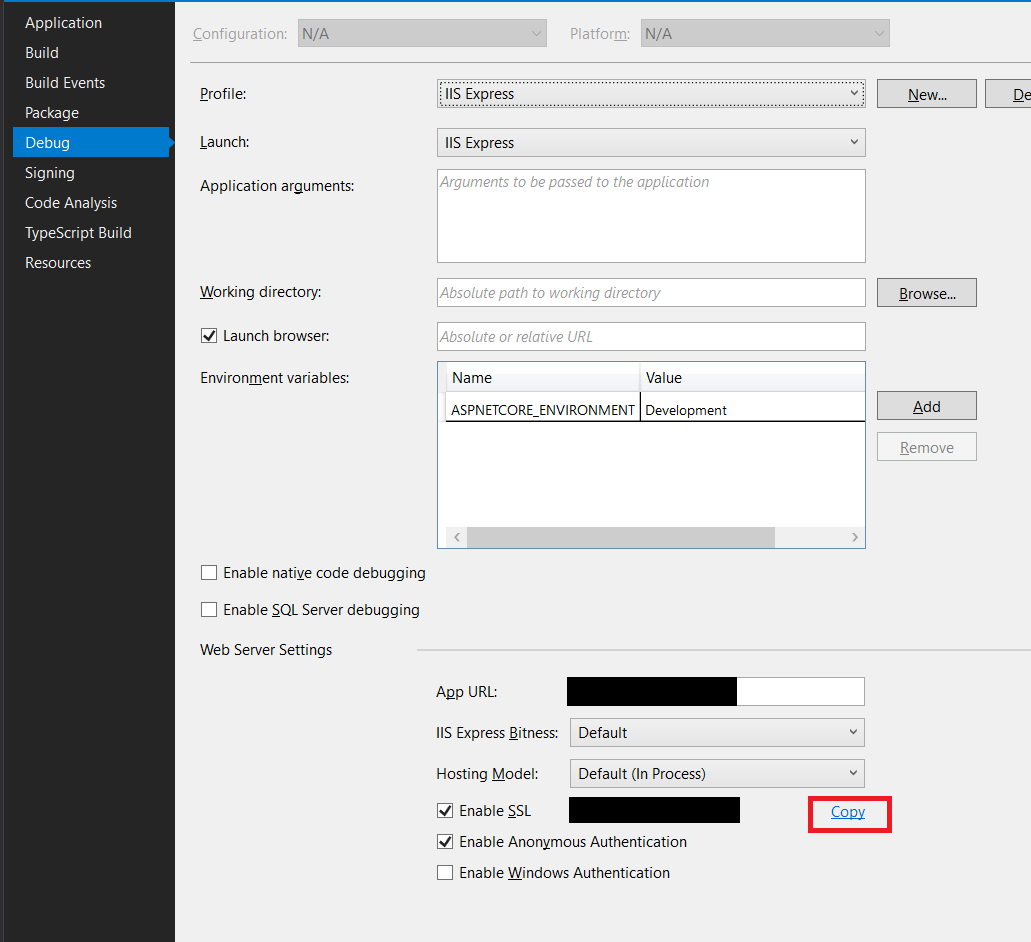 Application
Build
Build Events
Package
Debug
Signing
Code Analysis
TypeScript Build
Resources
Configuration: N/A Platform: N/A
Profile: IIS Express New... De
Launch: IIS Express
Application arguments: Arguments to be passed to the application
Working directory: Absolute path to working directory Browse...
Launch browser: Absolute or relative URL
Environment variables: Name Value
ASPNETCORE_ENVIRONMENT Development Add
Remove
Enable native code debugging
Enable SQL Server debugging
Web Server Settings
App URL:
IIS Express Bitness: Default
Hosting Model: Default (In Process)
Enable SSL Copy
Enable Anonymous Authentication
Enable Windows Authentication